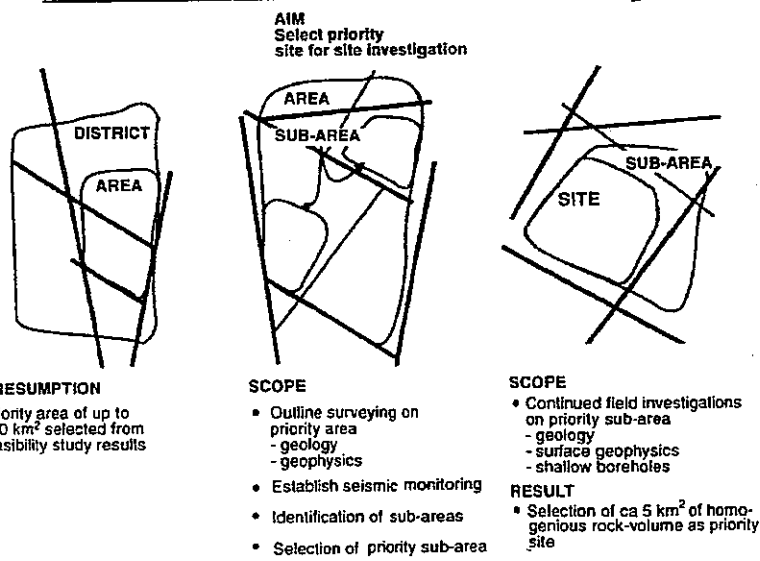 AIM
Select priority
site for site investigation
DISTRICT
AREA
AREA
SUB-AREA
SUB-AREA
SITE
RESUMPTION
ority area of up to
0 km² selected from
asibility study results
SCOPE
• Outline surveying on
priority area
- geology
- geophysics
• Establish seismic monitoring
• Identification of sub-areas
• Selection of priority sub-area
SCOPE
• Continued field investigations
on priority sub-area
- geology
- surface geophysics
- shallow boreholes
RESULT
• Selection of ca 5 km² of homo-
genious rock-volume as priority
site